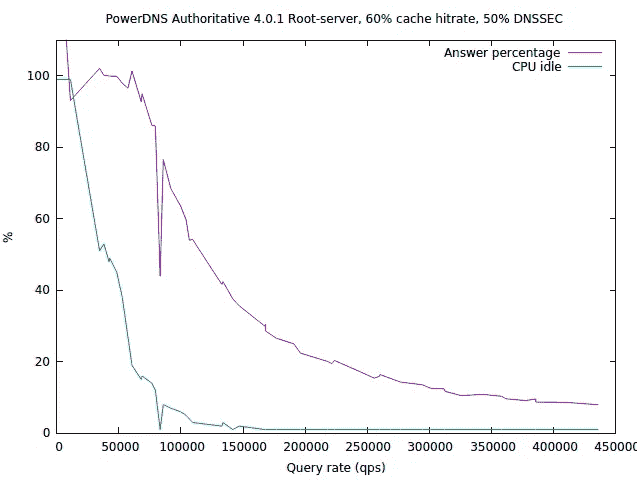 PowerDNS Authoritative 4.0.1 Root-server, 60% cache hitrate, 50% DNSSEC
Answer percentage
CPU idle
100
80
60
40
20
0
%
0 50000 100000 150000 200000 250000 300000 350000 400000 450000
Query rate (qps)